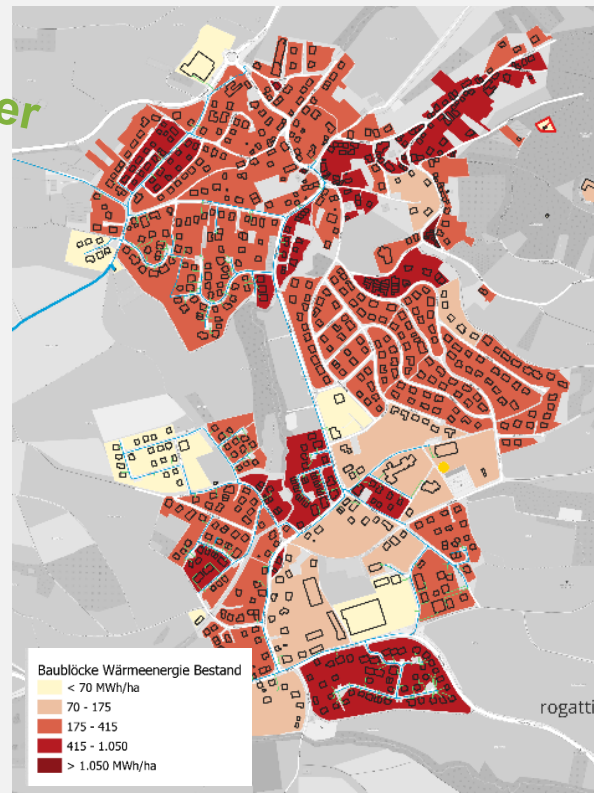 er
rogatti
Baublöcke Wärmeenergie Bestand
< 70 MWh/ha
70 - 175
175 - 415
415 - 1.050
> 1.050 MWh/ha